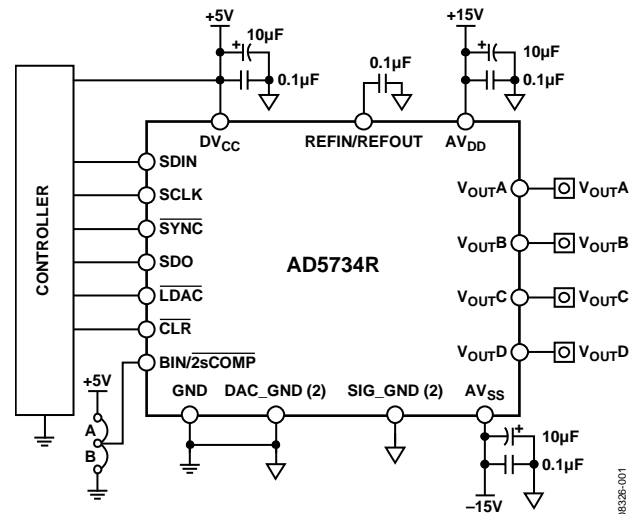 +5V
+15V
10µF
0.1µF
10µF
0.1µF
0.1µF
CONTROLLER
DVCC
REFIN/REFOUT
AVDD
SDIN
SCLK
SYNC
SDO
LDAC
CLR
BIN/2sCOMP
AD5734R
VOUTA
VOUTA
VOUTB
VOUTB
VOUTC
VOUTC
VOUTD
VOUTD
GND
DAC_GND (2)
SIG_GND (2)
AVSS
+5V
A
B
10µF
0.1µF
–15V
08326-001